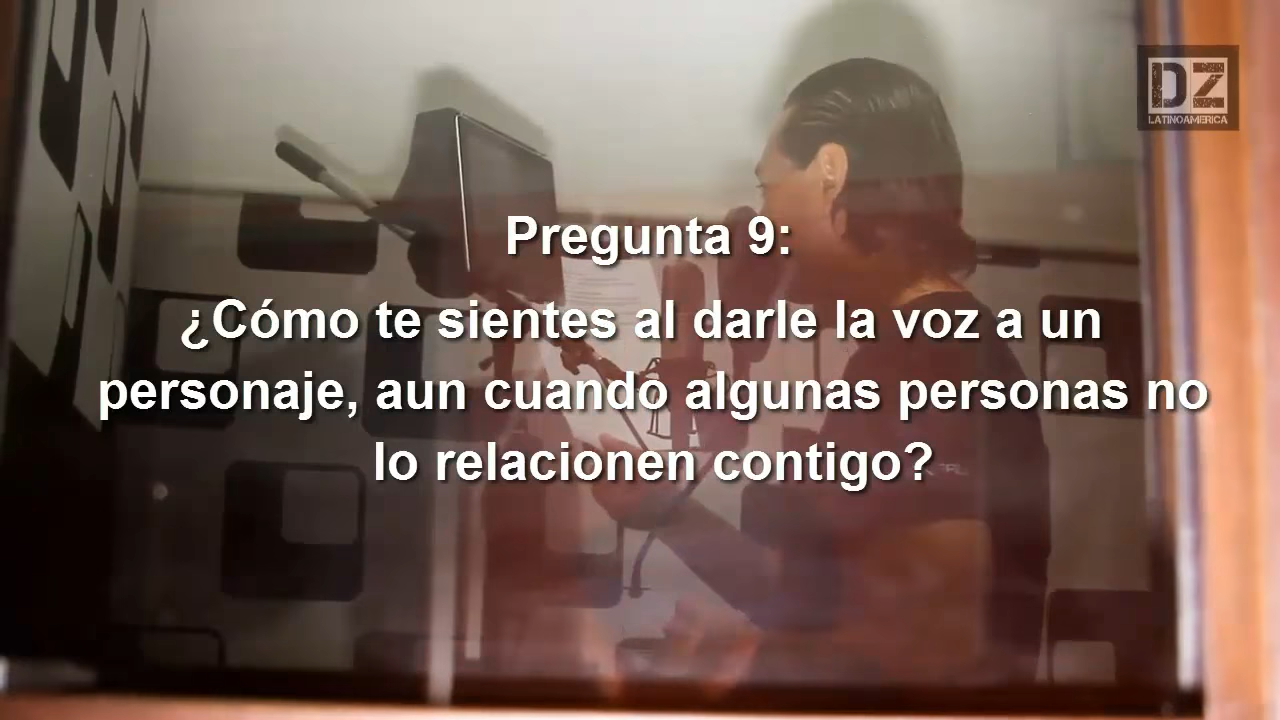 DZ
LATINOAMERICA
Pregunta 9:
¿Cómo te sientes al darle la voz a un
personaje, aun cuando algunas personas no
lo relacionen contigo?